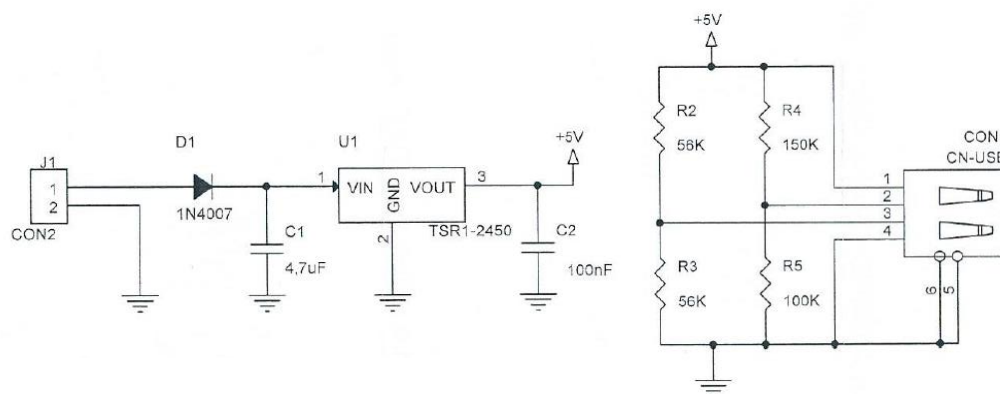 J1
1
2
CON2
D1
1N4007
C1
4,7uF
U1
1
VIN
GND
VOUT
3
2
TSR1-2450
+5V
C2
100nF
+5V
R2
56K
R4
150K
R3
56K
R5
100K
CON
CN-USB
1
2
3
4
6
5